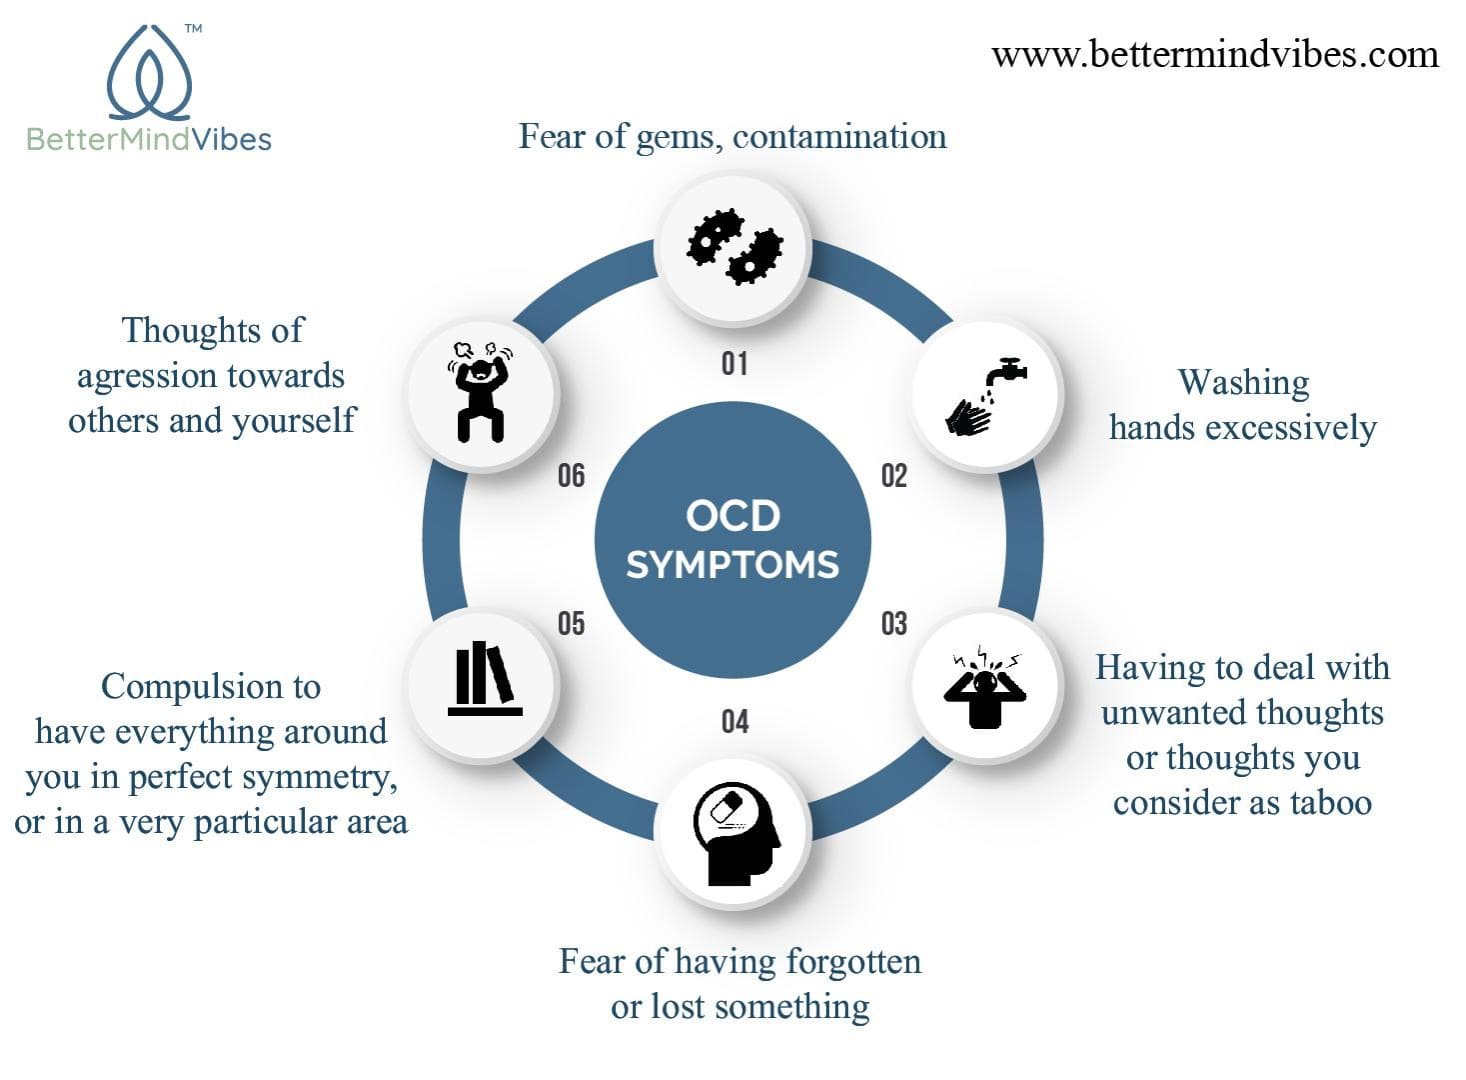 TM
BetterMindVibes
www.bettermindvibes.com
Fear of gems, contamination
01
Washing
hands excessively
02
Having to deal with
unwanted thoughts
or thoughts you
consider as taboo
03
Fear of having forgotten
or lost something
04
Compulsion to
have everything around
you in perfect symmetry,
or in a very particular area
05
Thoughts of
agression towards
others and yourself
06
OCD
SYMPTOMS